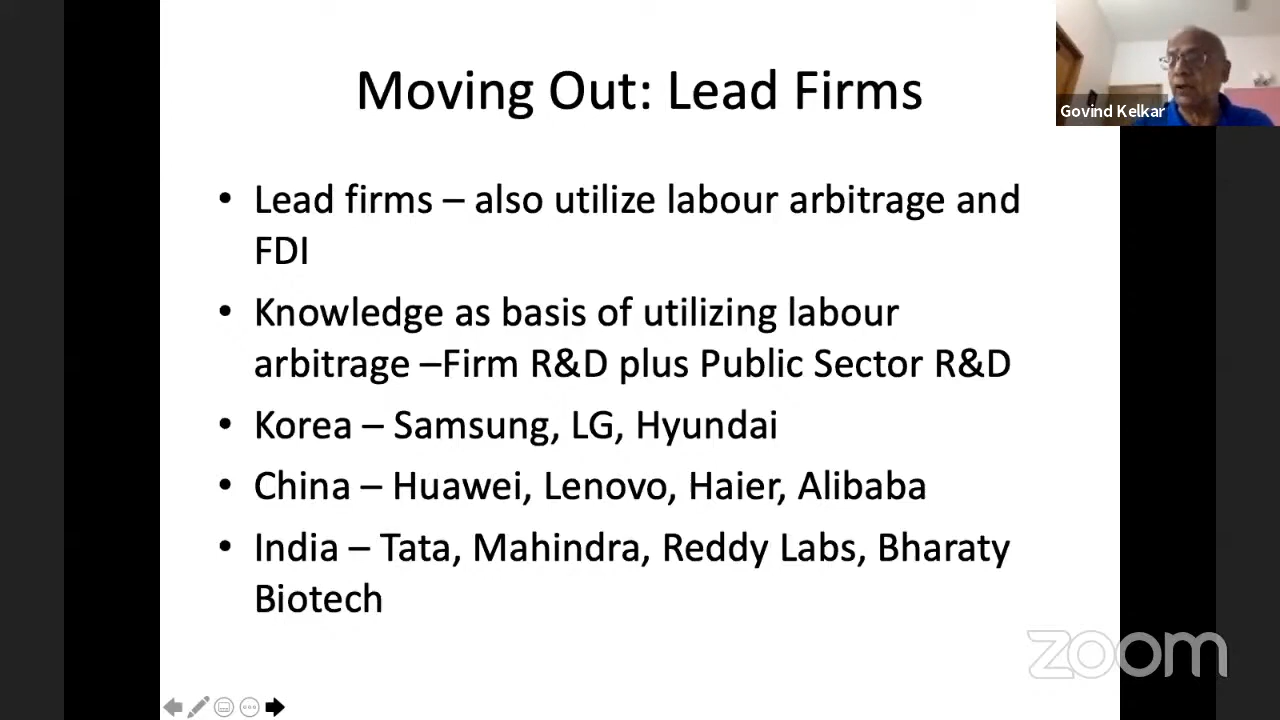 Moving Out: Lead Firms
Govind Kelkar
• Lead firms – also utilize labour arbitrage and
FDI
• Knowledge as basis of utilizing labour
arbitrage –Firm R&D plus Public Sector R&D
• Korea – Samsung, LG, Hyundai
• China – Huawei, Lenovo, Haier, Alibaba
• India – Tata, Mahindra, Reddy Labs, Bharaty
Biotech
zoom